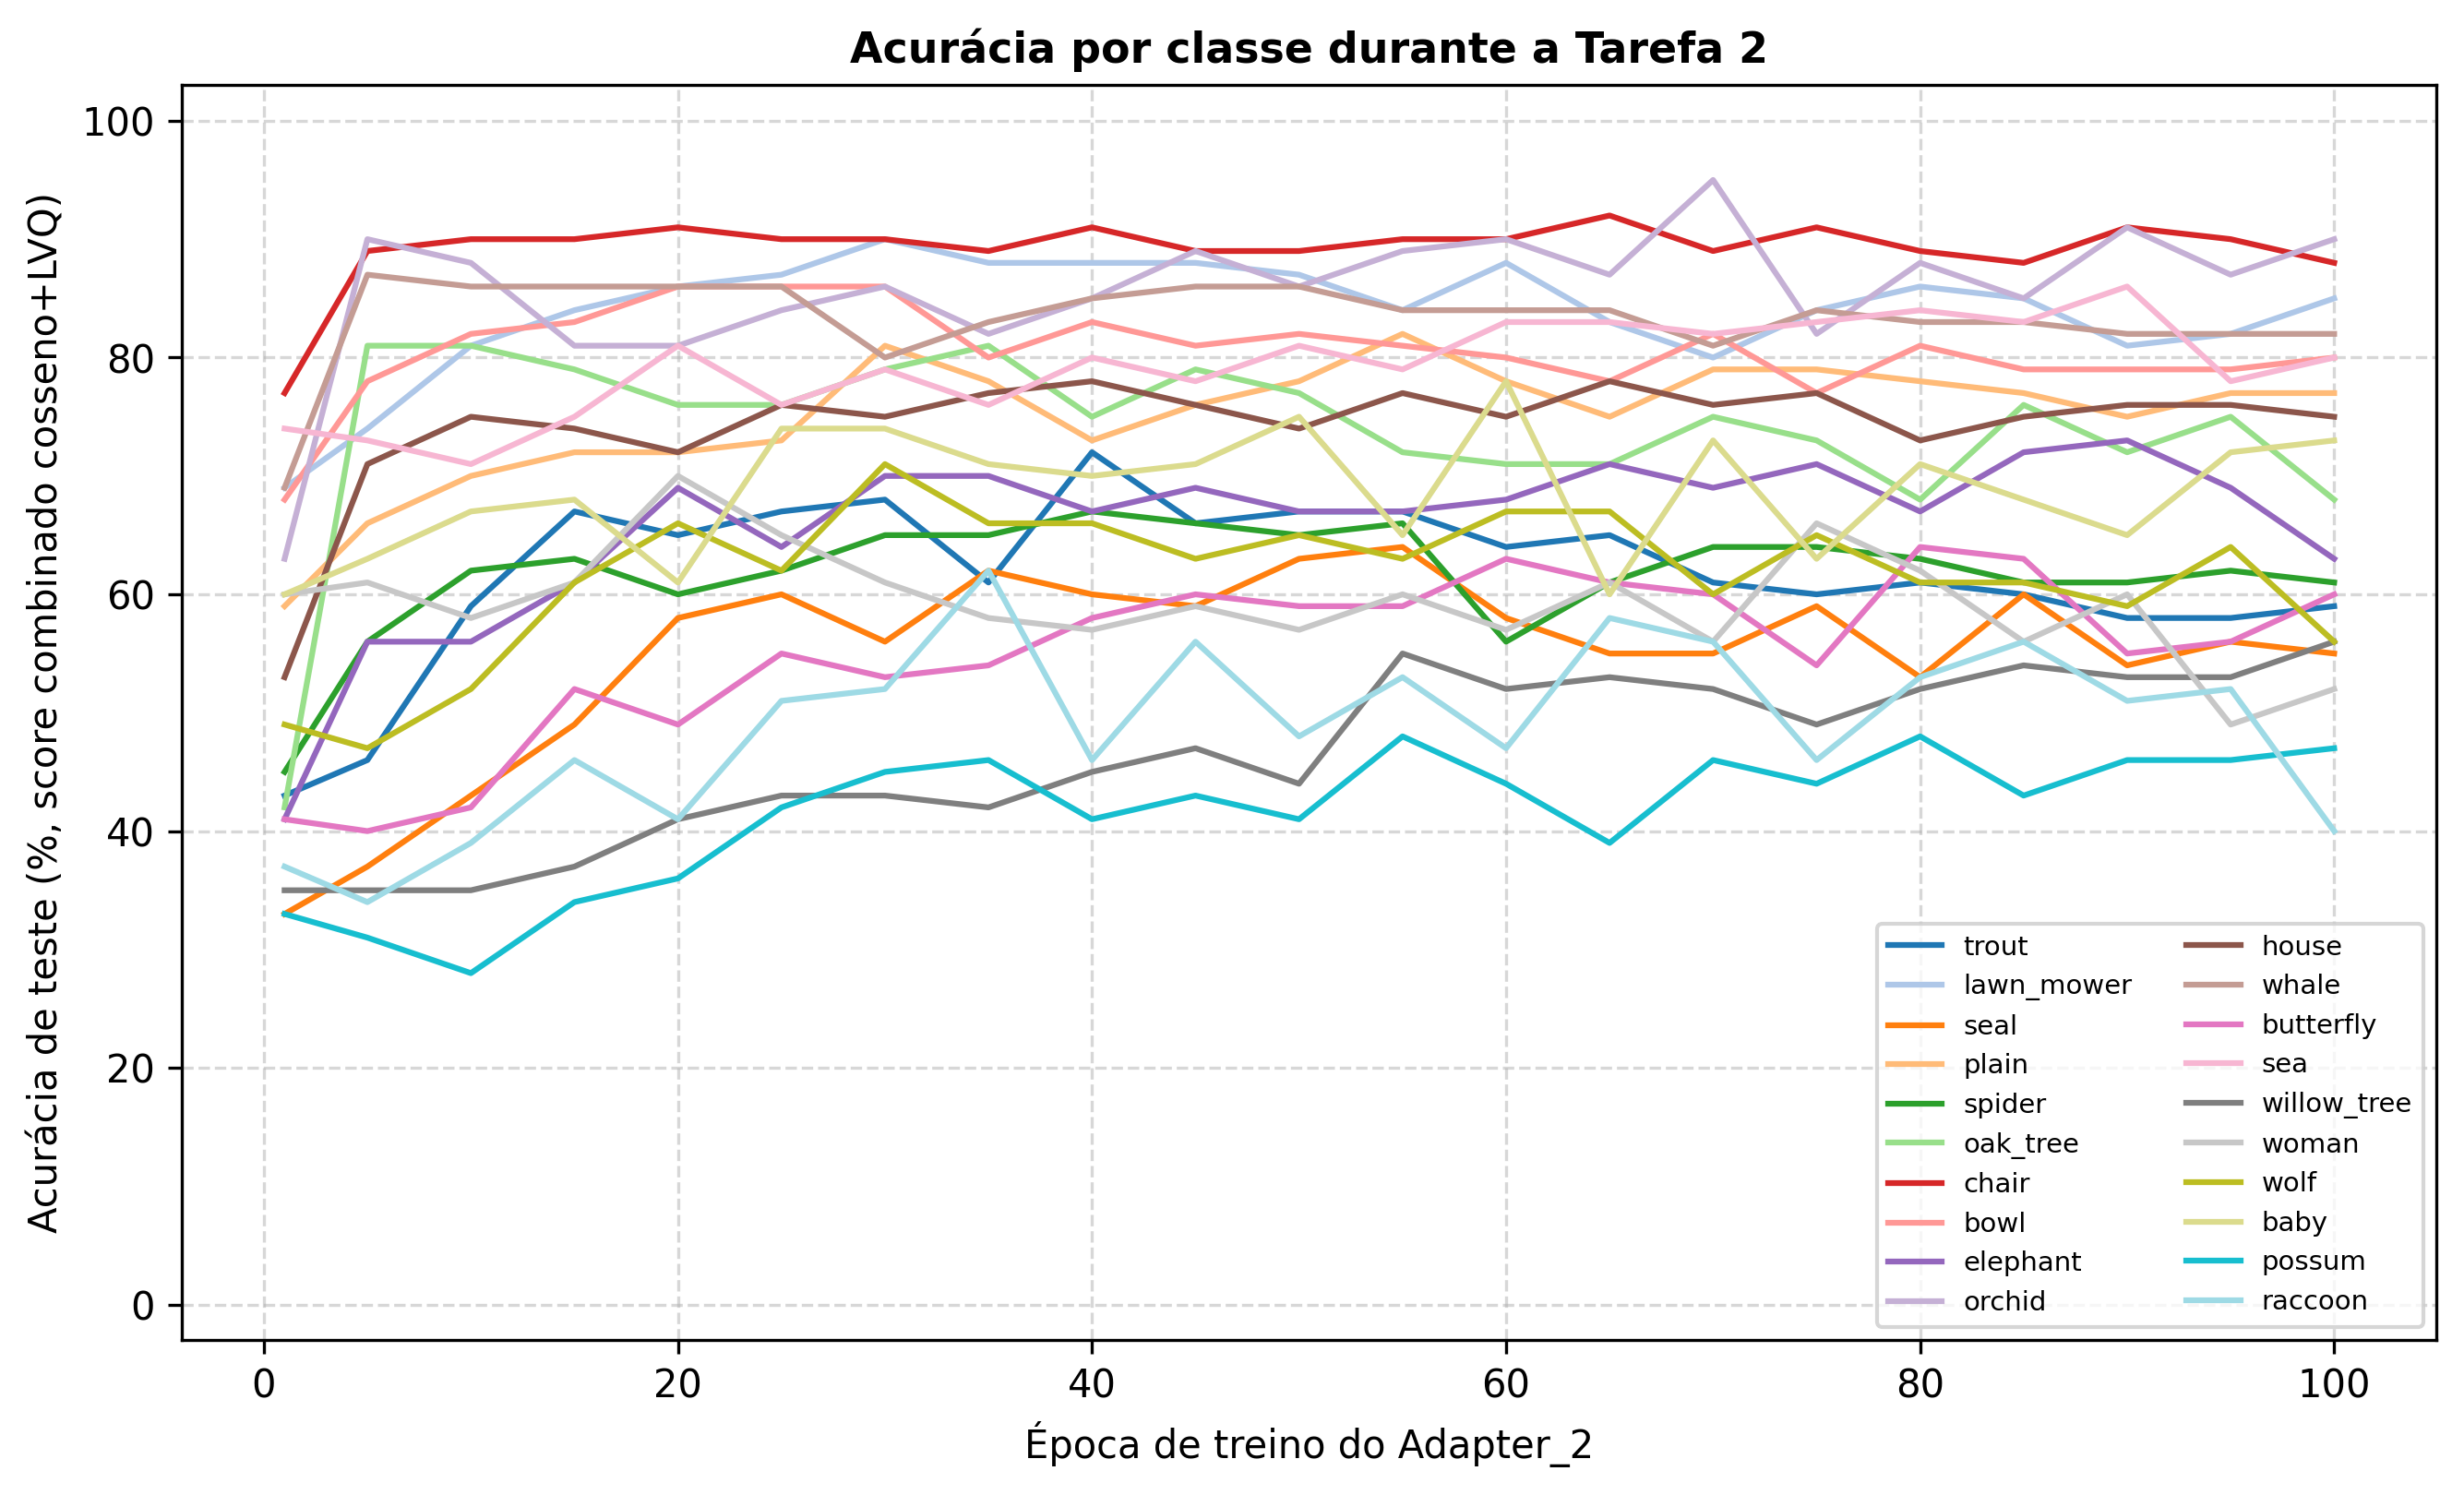 Acurácia por classe durante a Tarefa 2
Acurácia de teste (%, score combinado cosseno+LVQ)
100
80
60
40
20
0
trout
lawn_mower
seal
plain
spider
oak_tree
chair
bowl
elephant
orchid
house
whale
butterfly
sea
willow_tree
woman
wolf
baby
possum
raccoon
0 20 40 60 80 100
Época de treino do Adapter_2